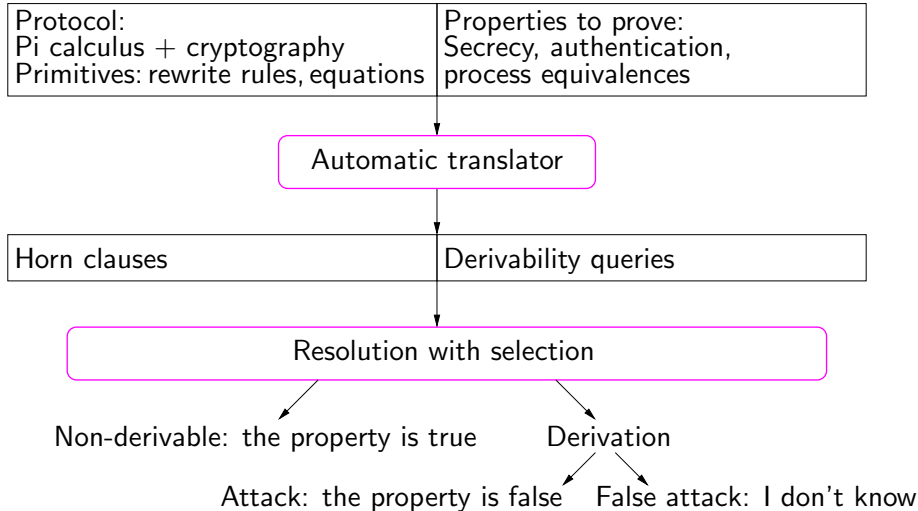 Protocol:
Pi calculus + cryptography
Primitives: rewrite rules, equations
Properties to prove:
Secrecy, authentication,
process equivalences
Automatic translator
Horn clauses
Derivability queries
Resolution with selection
Non-derivable: the property is true
Derivation
Attack: the property is false
False attack: I don't know